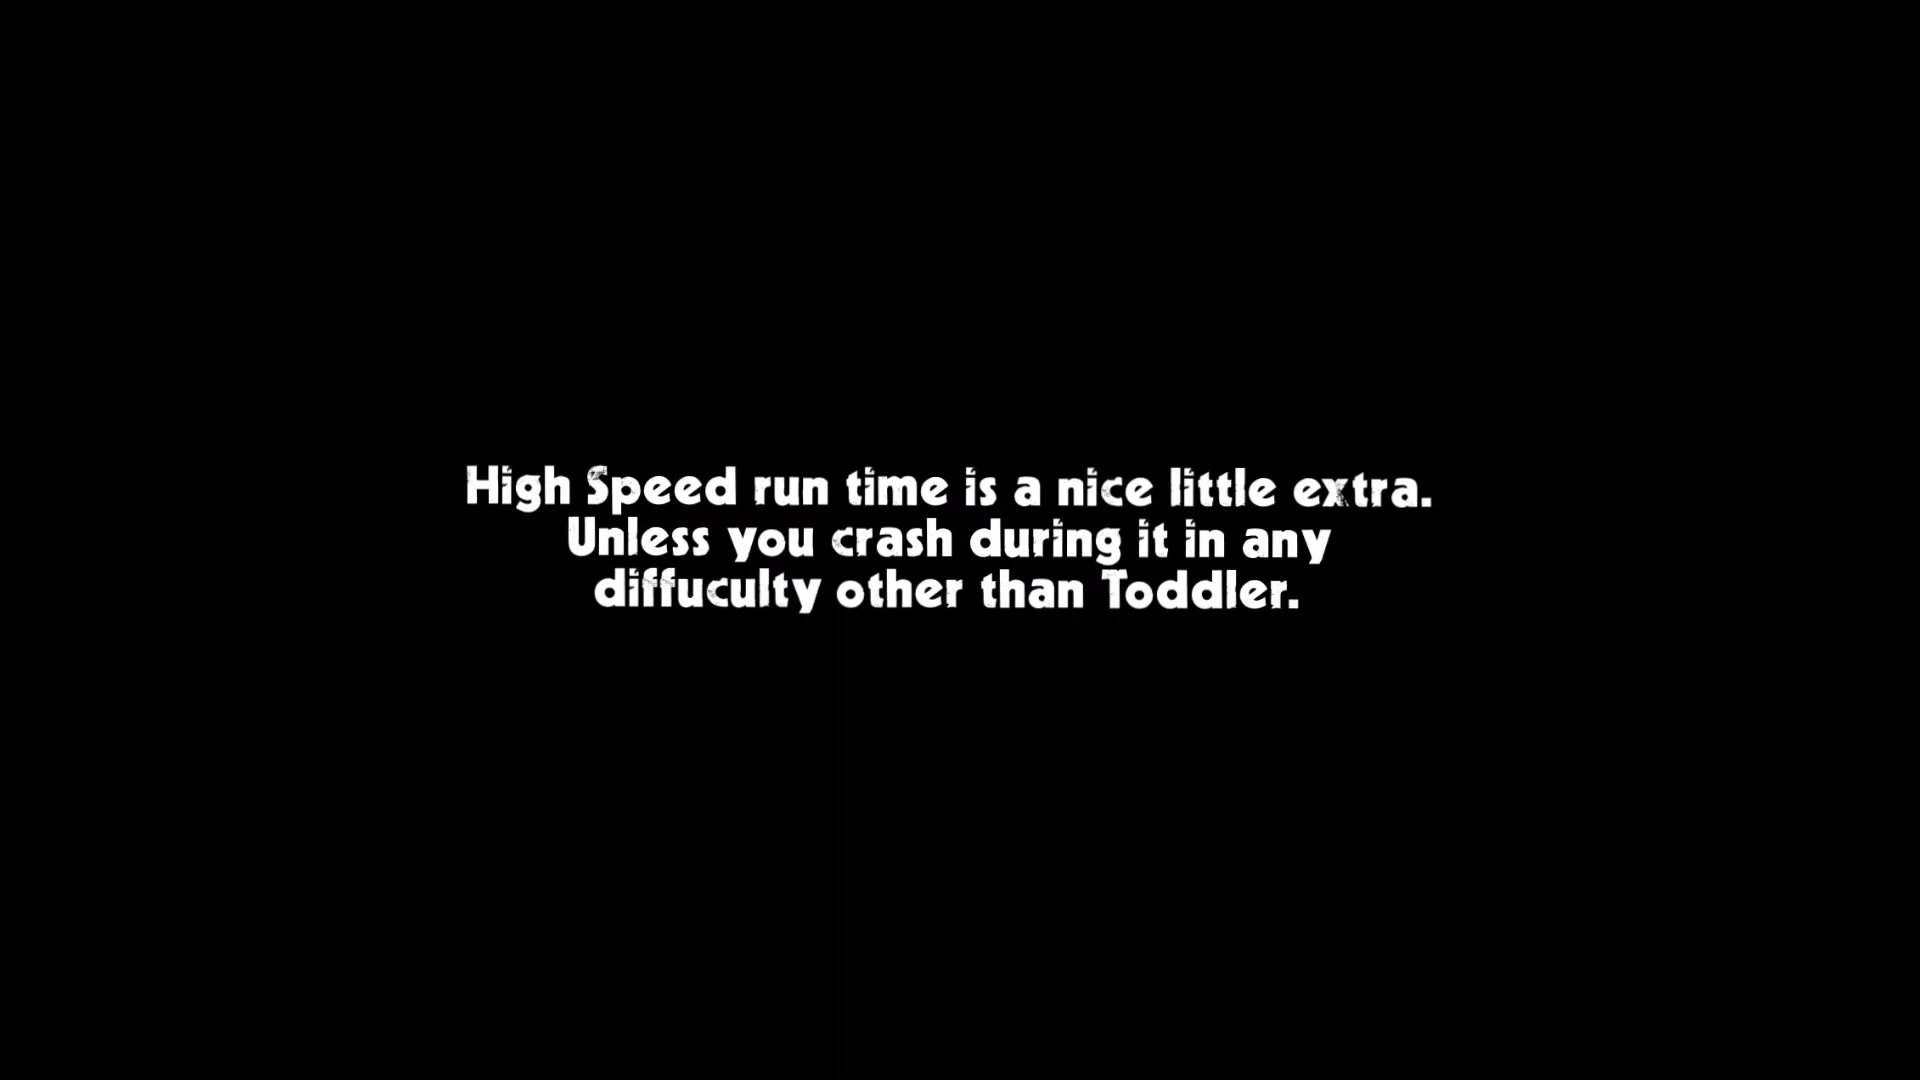 High Speed run time is a nice little extra.
Unless you crash during it in any
diffuculty other than Toddler.